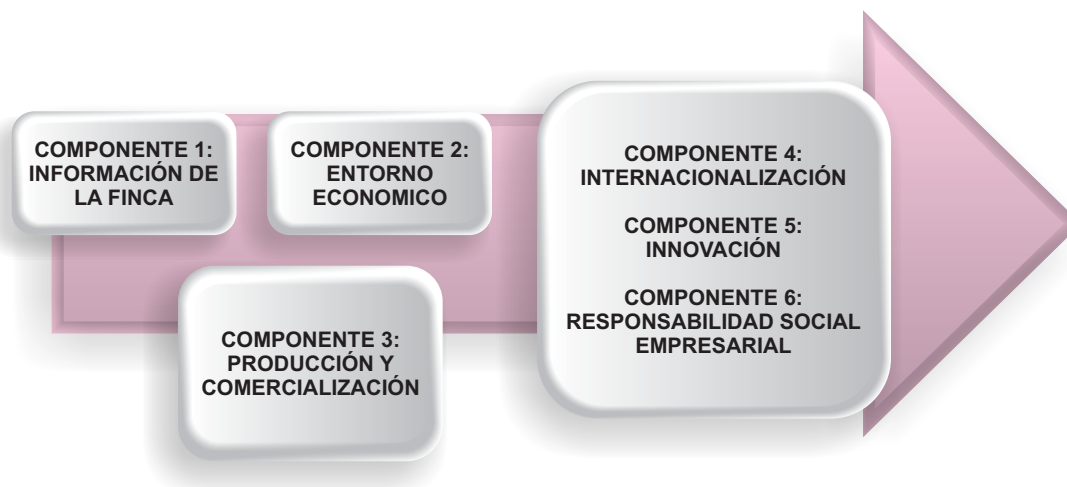 COMPONENTE 1:
INFORMACIÓN DE
LA FINCA
COMPONENTE 2:
ENTORNO
ECONOMICO
COMPONENTE 3:
PRODUCCIÓN Y
COMERCIALIZACIÓN
COMPONENTE 4:
INTERNACIONALIZACIÓN
COMPONENTE 5:
INNOVACIÓN
COMPONENTE 6:
RESPONSABILIDAD SOCIAL
EMPRESARIAL